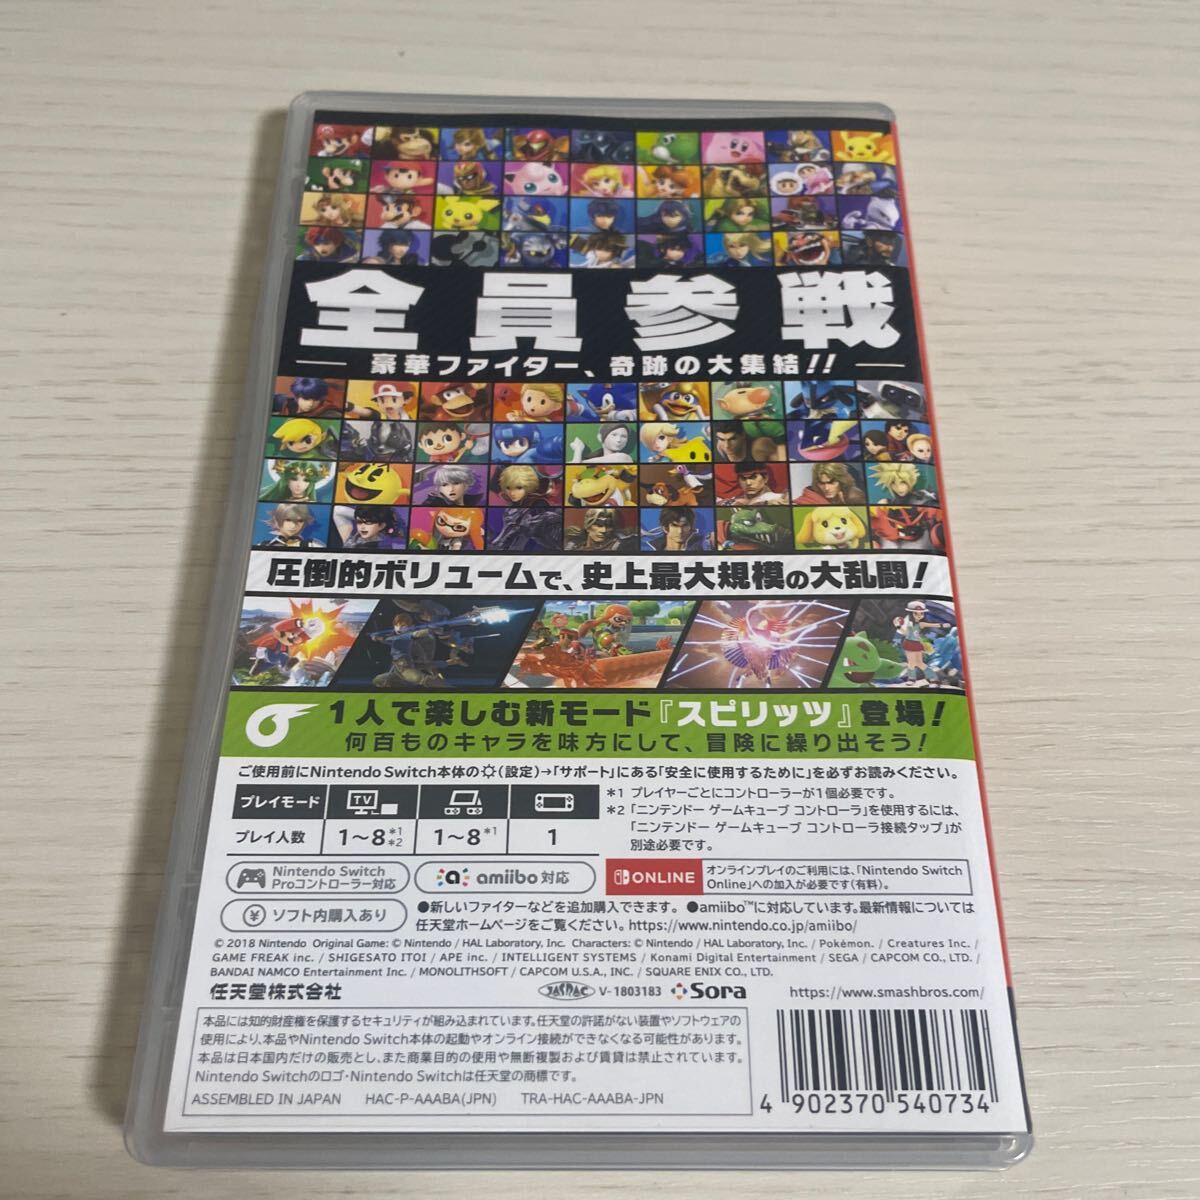 全員参戦
豪華ファイター、奇跡の大集結!!
圧倒的ボリュームで、史上最大規模の大乱闘!
1人で楽しむ新モード『スピリッツ』登場!
何百ものキャラを味方にして、冒険に繰り出そう!
ご使用前にNintendo Switch本体の(設定)→「サポート」にある「安全に使用するために」を必ずお読みください。
プレイモード TV
プレイ人数 1~8 *1 *2 1~8 *1 1
*1 プレイヤーごとにコントローラーが1個必要です。
*2「ニンテンドー ゲームキューブ コントローラ」を使用するには、
「ニンテンドー ゲームキューブ コントローラ接続タップ」が
別途必要です。
Nintendo Switch
Proコントローラー対応
amiibo 対応
ONLINE
オンラインプレイのご利用には、「Nintendo Switch
Online」への加入が必要です(有料)。
¥ ソフト内購入あり
●新しいファイターなどを追加購入できます。 ●amiibo™に対応しています。最新情報については
任天堂ホームページをご覧ください。https://www.nintendo.co.jp/amiibo/
© 2018 Nintendo Original Game: © Nintendo / HAL Laboratory, Inc. Characters: © Nintendo / HAL Laboratory, Inc. / Pokémon. / Creatures Inc. /
GAME FREAK inc. / SHIGESATO ITOI / APE inc. / INTELLIGENT SYSTEMS / Konami Digital Entertainment / SEGA / CAPCOM CO., LTD. /
BANDAI NAMCO Entertainment Inc. / MONOLITHSOFT / CAPCOM U.S.A., INC. / SQUARE ENIX CO., LTD.
任天堂株式会社
JASRAC V-1803183 Sora https://www.smashbros.com/
本品には知的財産権を保護するセキュリティが組み込まれています。任天堂の許諾がない装置やソフトウェアの
使用により、本品やNintendo Switch本体の起動やオンライン接続ができなくなる可能性があります。
本品は日本国内だけの販売とし、また商業目的の使用や無断複製および賃貸は禁止されています。
Nintendo Switchのロゴ・Nintendo Switchは任天堂の商標です。
ASSEMBLED IN JAPAN HAC-P-AAABA(JPN) TRA-HAC-AAABA-JPN
4 902370 540734